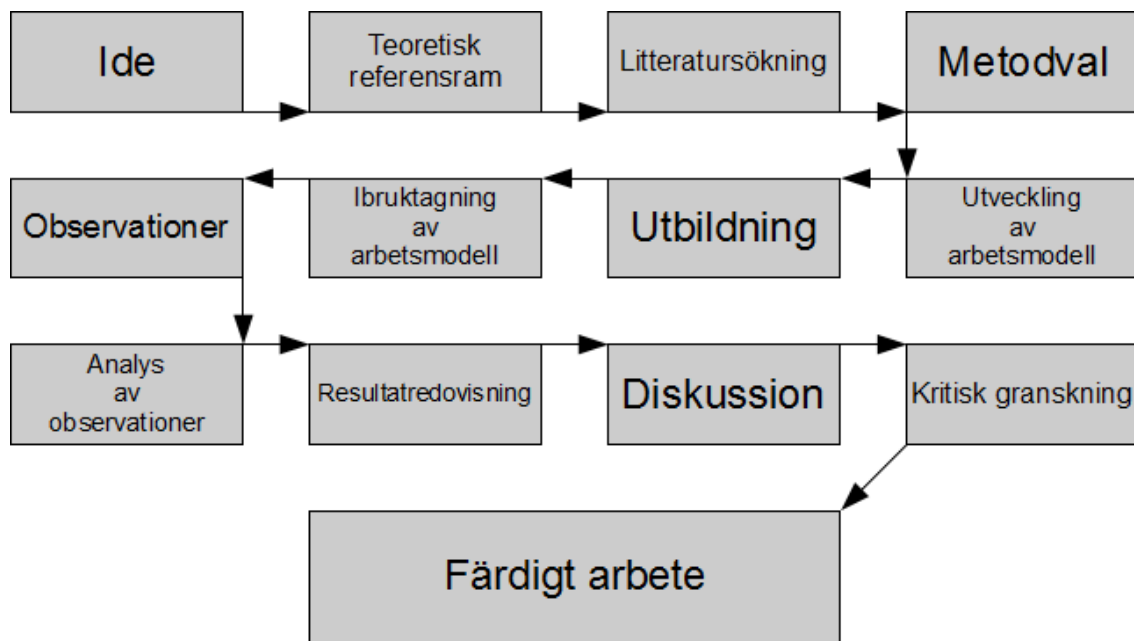 Ide
Teoretisk
referensram
Litteratursökning
Metodval
Observationer
Ibruktagning
av
arbetsmodell
Utbildning
Utveckling
av
arbetsmodell
Analys
av
observationer
Resultatredovisning
Diskussion
Kritisk granskning
Färdigt arbete